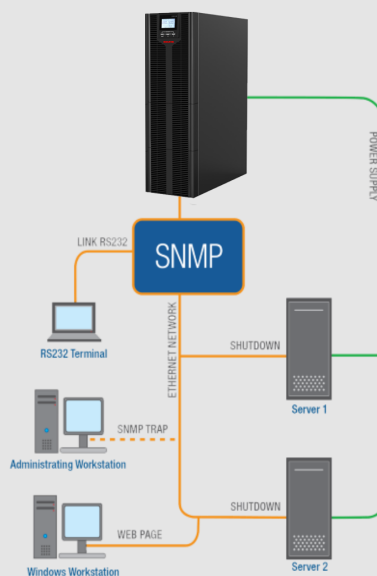 POWER SUPPLY
LINK RS232
SNMP
RS232 Terminal
ETHERNET NETWORK
SHUTDOWN
Server 1
SNMP TRAP
Administrating Workstation
SHUTDOWN
WEB PAGE
Server 2
Windows Workstation